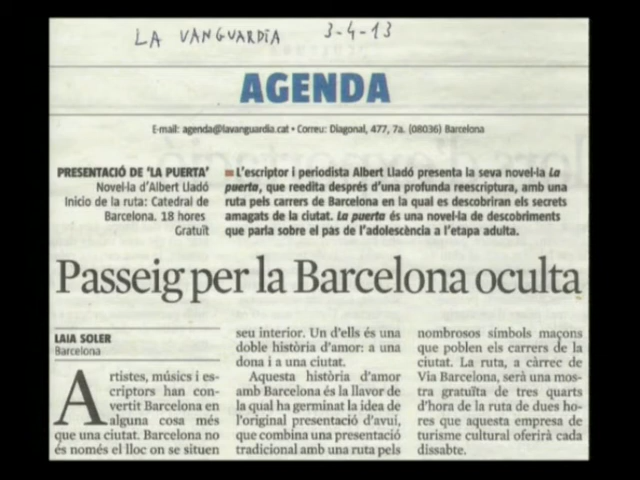 LA VANGUARDIA 3-4-13
AGENDA
E-mail: agenda@lavanguardia.cat • Correu: Diagonal, 477, 7a. (08036) Barcelona
PRESENTACIÓ DE 'LA PUERTA'
Novel·la d'Albert Lladó
Inicio de la ruta: Catedral de
Barcelona. 18 hores
Gratuït
L'escriptor i periodista Albert Lladó presenta la seva novel·la La
puerta, que reedita després d'una profunda reescriptura, amb una
ruta pels carrers de Barcelona en la qual es descobriran els secrets
amagats de la ciutat. La puerta és una novel·la de descobriments
que parla sobre el pas de l'adolescència a l'etapa adulta.
Passeig per la Barcelona oculta
LAIA SOLER
Barcelona
Artistes, músics i es-
criptors han con-
vertit Barcelona en
alguna cosa més
que una ciutat. Barcelona no
és només el lloc on se situen
seu interior. Un d'ells és una
doble història d'amor: a una
dona i a una ciutat.
Aquesta història d'amor
amb Barcelona és la llavor de
la qual ha germinat la idea de
l'original presentació d'avui,
que combina una presentació
tradicional amb una ruta pels
nombrosos símbols maçons
que poblen els carrers de la
ciutat. La ruta, a càrrec de
Via Barcelona, serà una mos-
tra gratuïta de tres quarts
d'hora de la ruta de dues ho-
res que aquesta empresa de
turisme cultural oferirà cada
dissabte.